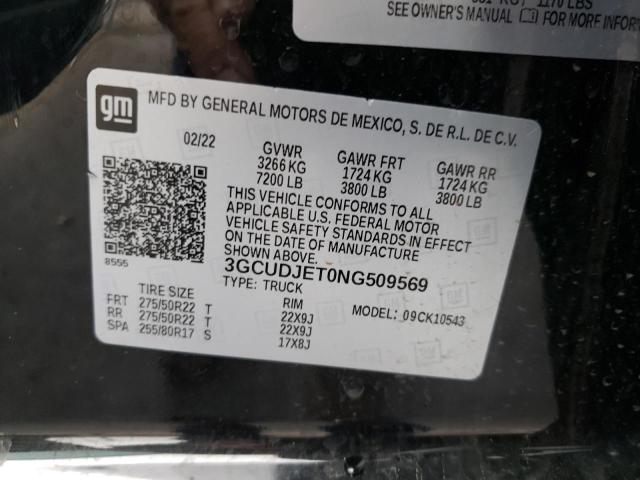 1170 LBS
SEE OWNER'S MANUAL FOR MORE INFOR
gm
MFD BY GENERAL MOTORS DE MEXICO, S. DE R.L. DE C.V.
02/22 GVWR GAWR FRT GAWR RR
3266 KG 1724 KG 1724 KG
7200 LB 3800 LB 3800 LB
THIS VEHICLE CONFORMS TO ALL
APPLICABLE U.S. FEDERAL MOTOR
VEHICLE SAFETY STANDARDS IN EFFECT
ON THE DATE OF MANUFACTURE
SHOWN ABOVE.
8555
3GCUDJET0NG509569
TYPE: TRUCK
TIRE SIZE RIM MODEL: 09CK10543
FRT 275/50R22 T 22X9J
RR 275/50R22 T 22X9J
SPA 255/80R17 S 17X8J